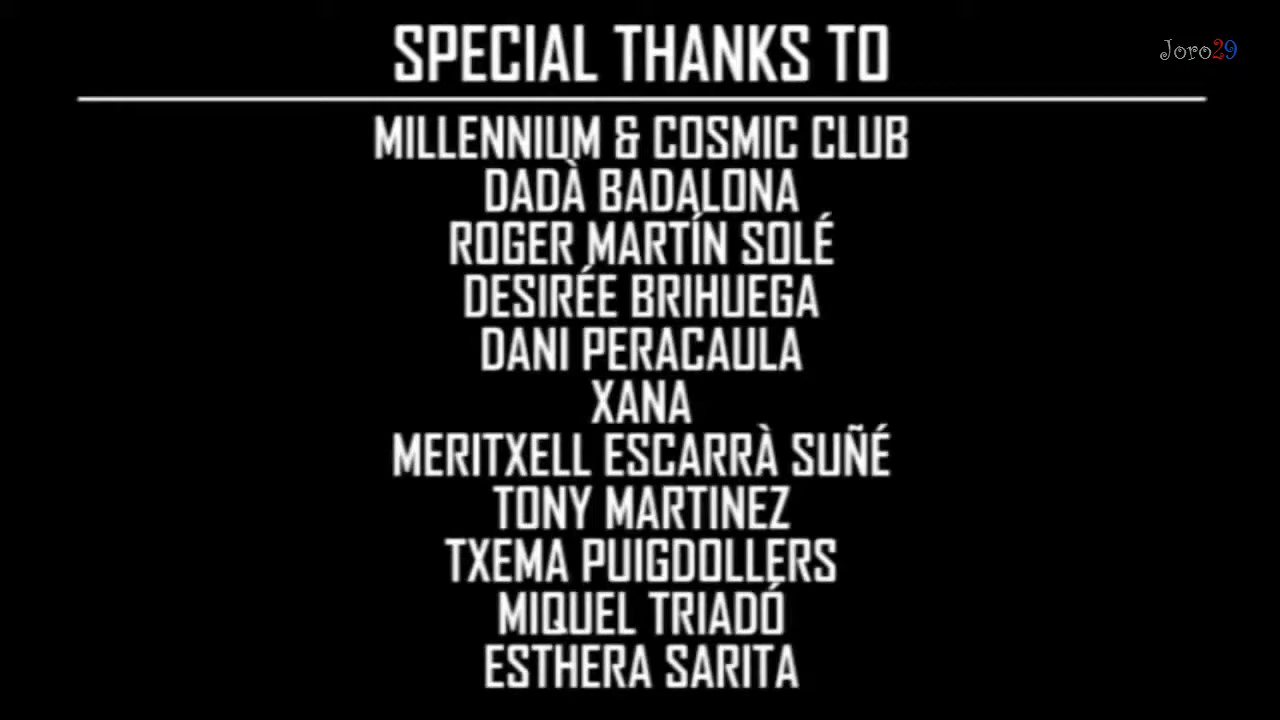 SPECIAL THANKS TO
Joro29
MILLENNIUM & COSMIC CLUB
DADÀ BADALONA
ROGER MARTÍN SOLÉ
DESIRÉE BRIHUEGA
DANI PERACAULA
XANA
MERITXELL ESCARRÀ SUÑÉ
TONY MARTINEZ
TXEMA PUIGDOLLERS
MIQUEL TRIADÓ
ESTHERA SARITA